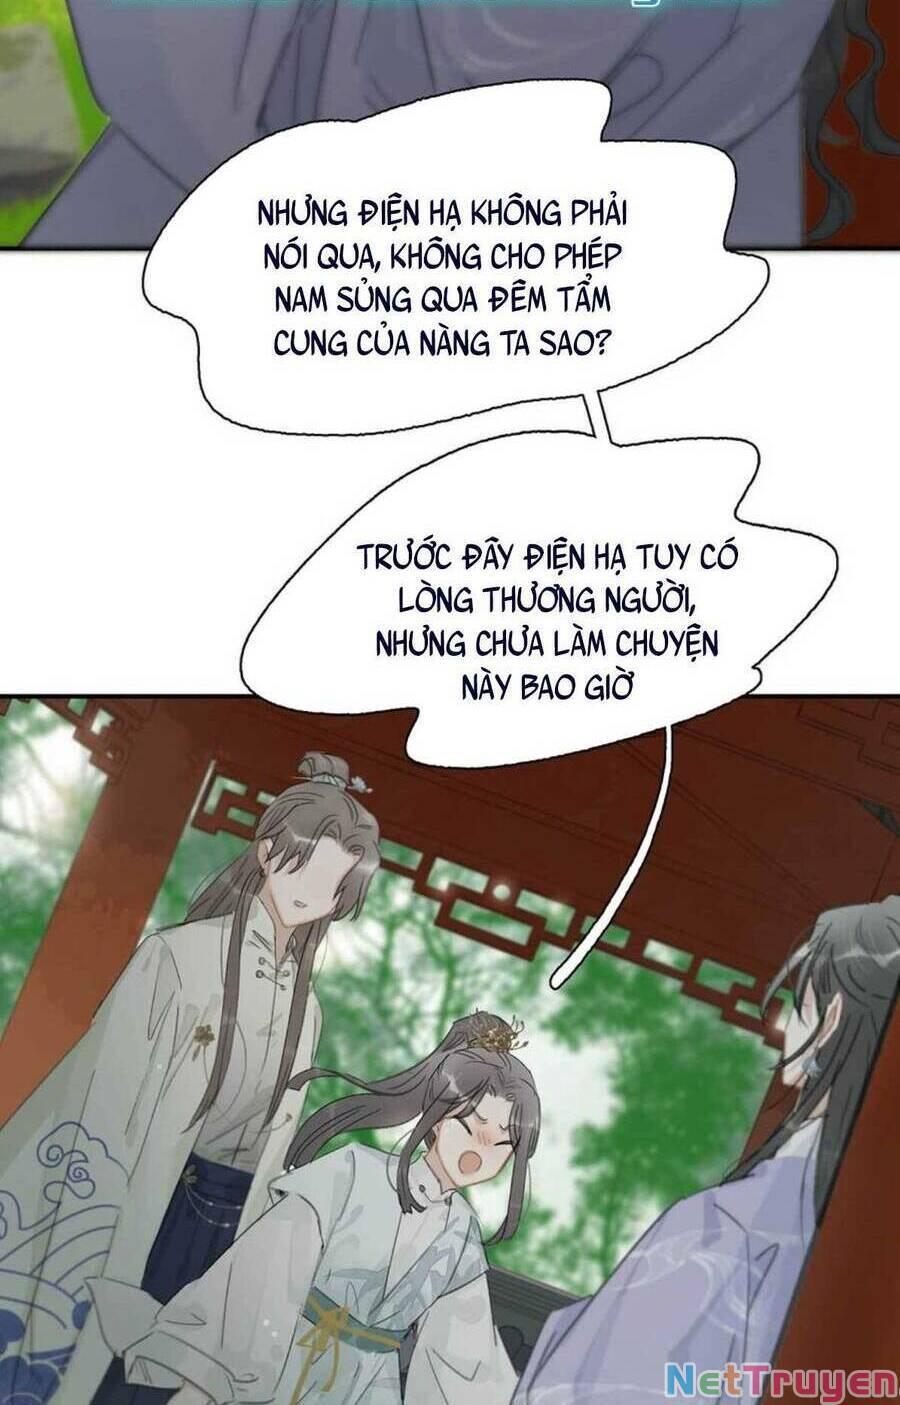 NHƯNG ĐIỆN HẠ KHÔNG PHẢI
NÓI QUA, KHÔNG CHO PHÉP
NAM SỦNG QUA ĐÊM TẨM
CUNG CỦA NÀNG TA SAO?
TRƯỚC ĐÂY ĐIỆN HẠ TUY CÓ
LÒNG THƯƠNG NGƯỜI,
NHƯNG CHƯA LÀM CHUYỆN
NÀY BAO GIỜ
NETTRUYEN